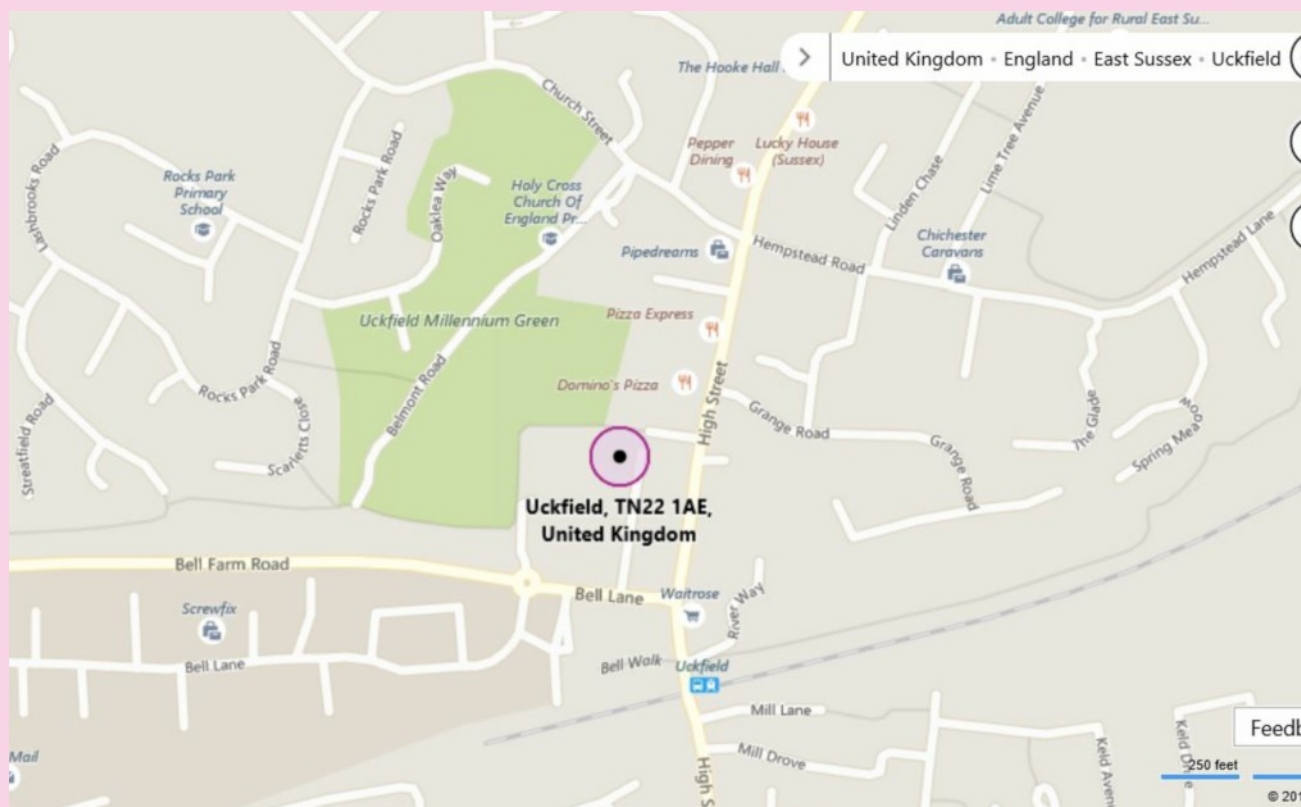 Adult College for Rural East Su...
United Kingdom • England • East Sussex • Uckfield
The Hooke Hall
Church Street
Lime Tree Avenue
Pepper
Dining
Lucky House
(Sussex)
Linden Chase
Lashbrooks Road
Rocks Park
Primary
School
Rocks Park Road
Oaklea Way
Holy Cross
Church Of
England Pr...
Pipedreams
Hempstead Road
Chichester
Caravans
Hempstead Lane
Uckfield Millennium Green
Pizza Express
Domino's Pizza
High Street
Rocks Park Road
Belmont Road
Grange Road
The Glade
Spring Meadow
Streatfield Road
Scarletts Close
Grange Road
Uckfield, TN22 1AE,
United Kingdom
Bell Farm Road
Bell Lane
Waitrose
River Way
Screwfix
Bell Lane
Bell Walk
Uckfield
Mill Lane
Mill Drove
High S
Keld Avenu
Keld Drive
Mail
Feedb
250 feet
© 201